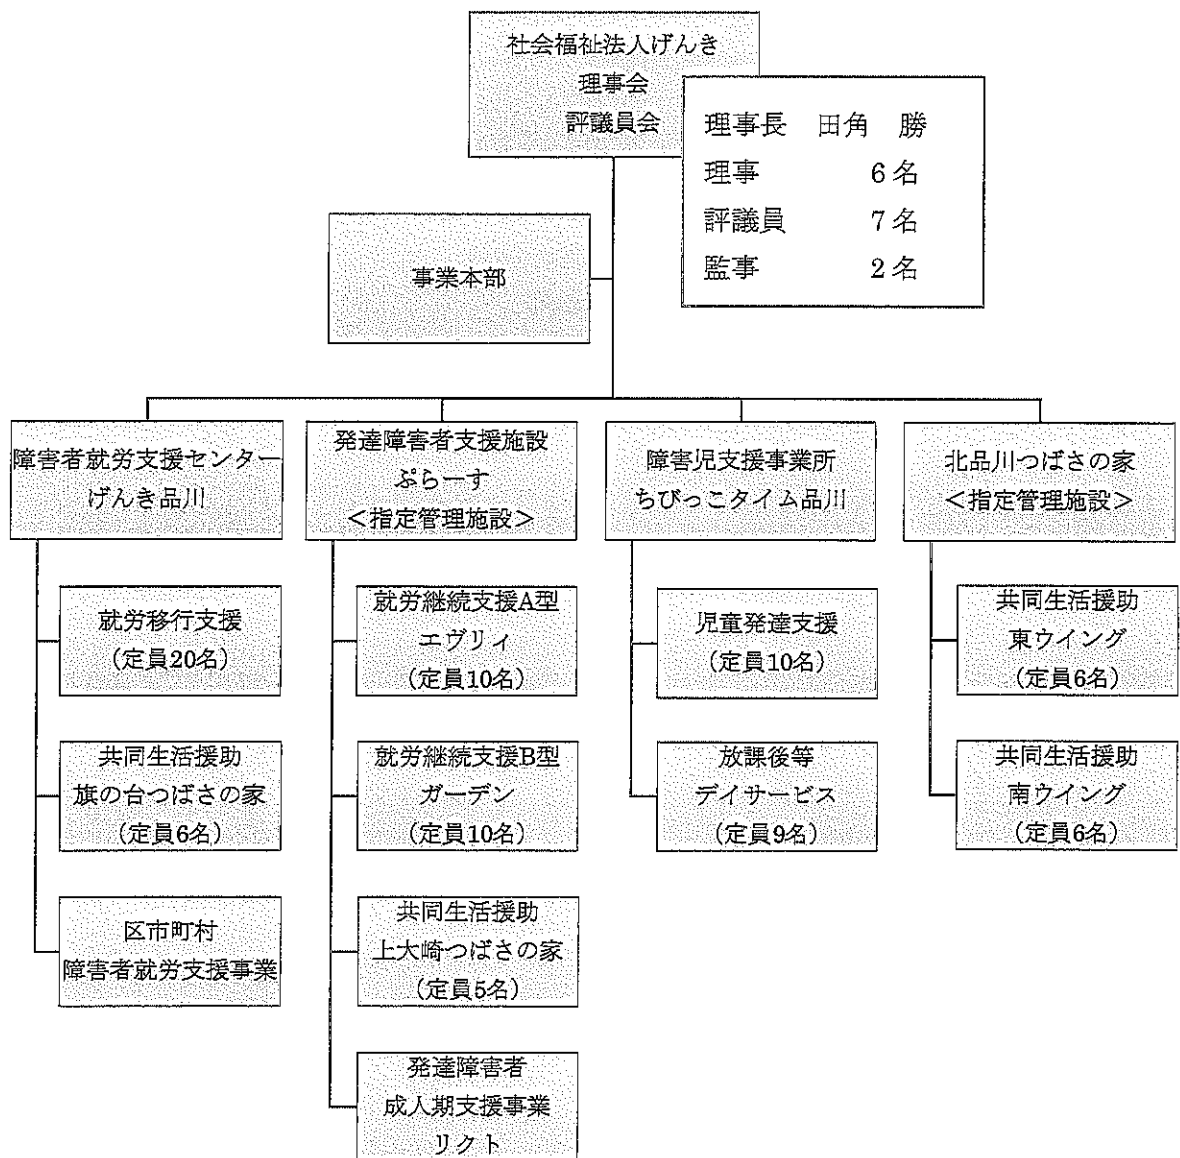 社会福祉法人げんき
理事会
評議員会
理事長 田角 勝
理事 6名
評議員 7名
監事 2名
事業本部
障害者就労支援センター
げんき品川
就労移行支援
(定員20名)
共同生活援助
旗の台つばさの家
(定員6名)
区市町村
障害者就労支援事業
発達障害者支援施設
ぷらーす
<指定管理施設>
就労継続支援A型
エヴリィ
(定員10名)
就労継続支援B型
ガーデン
(定員10名)
共同生活援助
上大崎つばさの家
(定員5名)
発達障害者
成人期支援事業
リクト
障害児支援事業所
ちびっこタイム品川
児童発達支援
(定員10名)
放課後等
デイサービス
(定員9名)
北品川つばさの家
<指定管理施設>
共同生活援助
東ウイング
(定員6名)
共同生活援助
南ウイング
(定員6名)